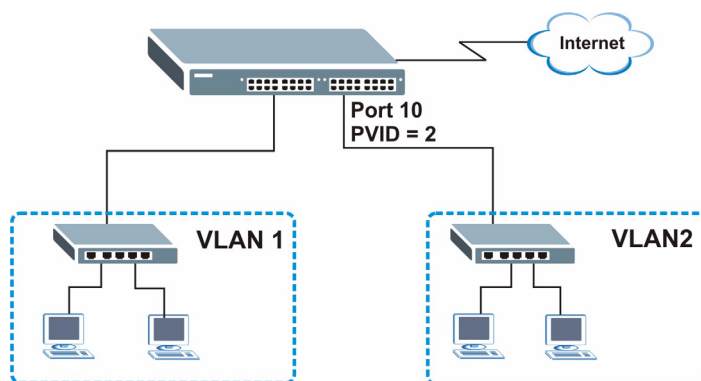 Internet
Port 10
PVID = 2
VLAN 1
VLAN2